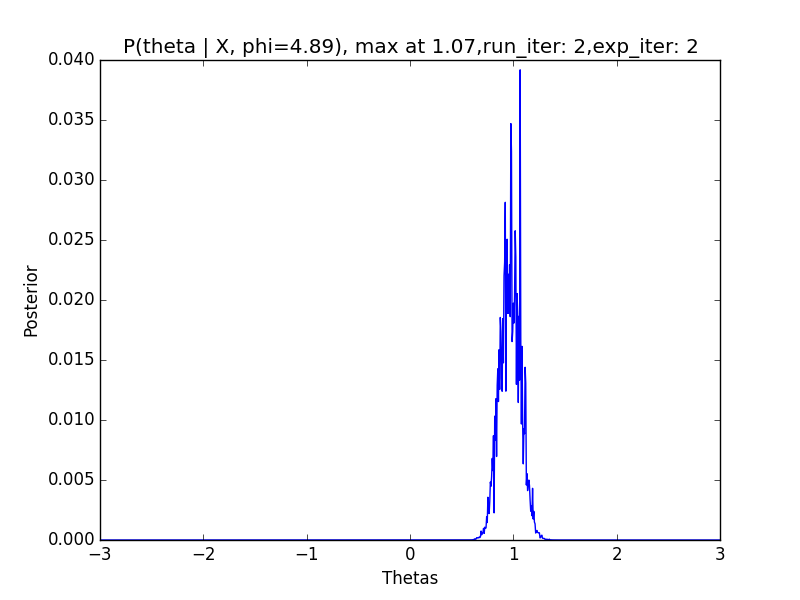 P(theta | X, phi=4.89), max at 1.07,run_iter: 2,exp_iter: 2
0.040
0.035
0.030
0.025
0.020
0.015
0.010
0.005
0.000
Posterior
−3 −2 −1 0 1 2 3
Thetas